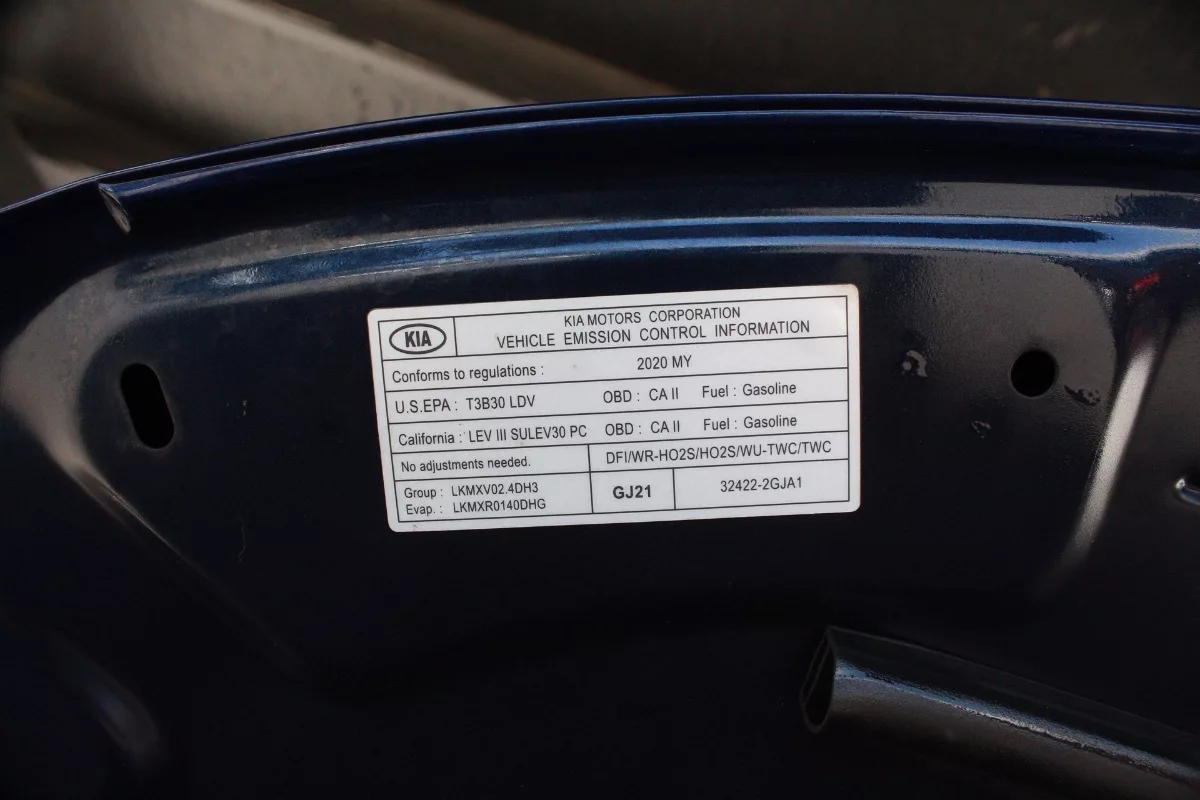 KIA
KIA MOTORS CORPORATION
VEHICLE EMISSION CONTROL INFORMATION
Conforms to regulations : 2020 MY
U.S.EPA : T3B30 LDV OBD : CA II Fuel : Gasoline
California : LEV III SULEV30 PC OBD : CA II Fuel : Gasoline
No adjustments needed. DFI/WR-HO2S/HO2S/WU-TWC/TWC
Group : LKMXV02.4DH3
Evap. : LKMXR0140DHG
GJ21
32422-2GJA1